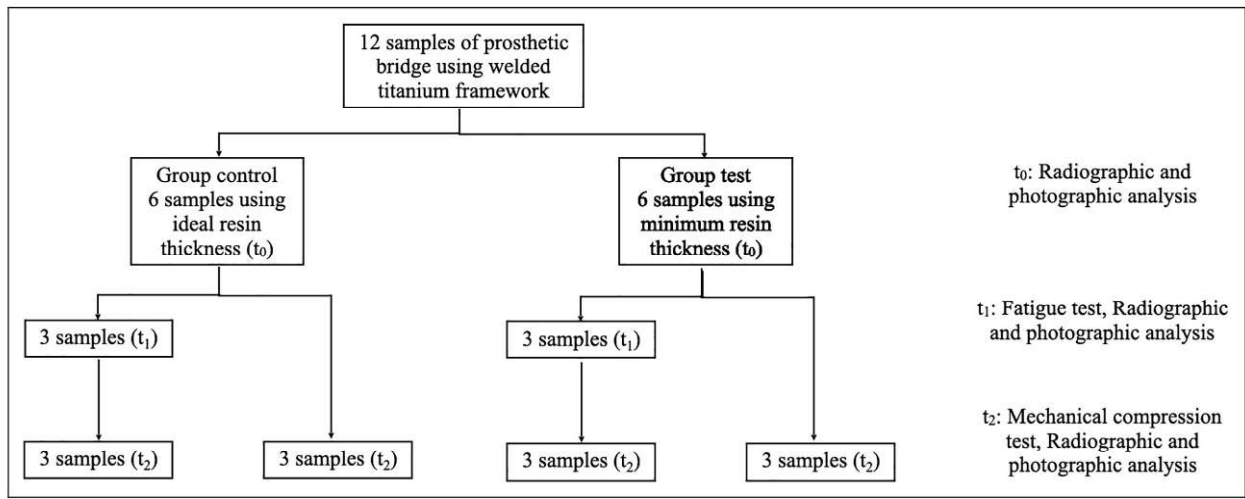 12 samples of prosthetic
bridge using welded
titanium framework
Group control
6 samples using
ideal resin
thickness (t₀)
Group test
6 samples using
minimum resin
thickness (t₀)
t₀: Radiographic and
photographic analysis
3 samples (t₁)
3 samples (t₁)
t₁: Fatigue test, Radiographic
and photographic analysis
3 samples (t₂)
3 samples (t₂)
3 samples (t₂)
3 samples (t₂)
t₂: Mechanical compression
test, Radiographic and
photographic analysis